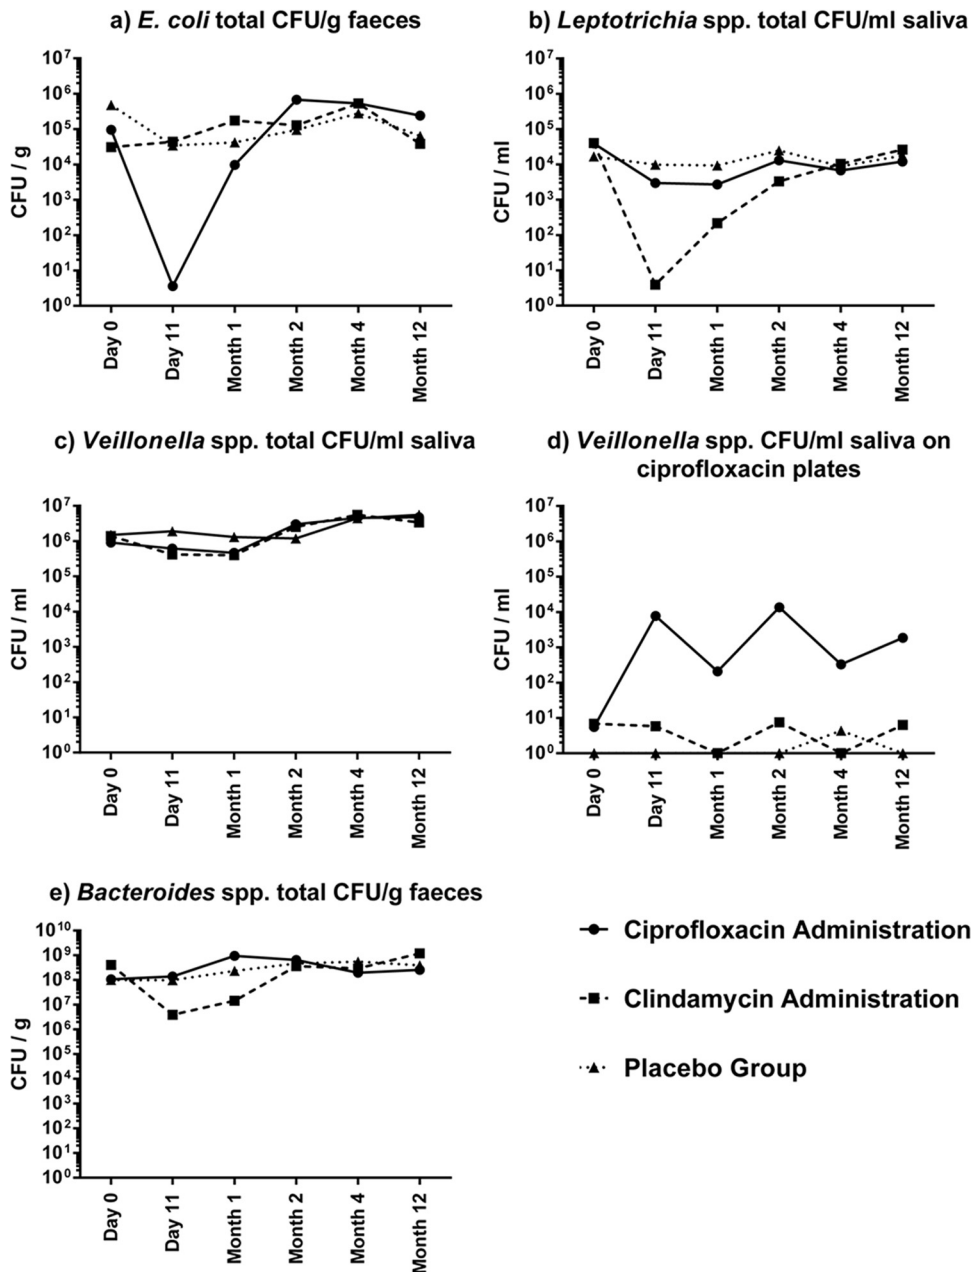 a) E. coli total CFU/g faeces
CFU / g
10⁷
10⁶
10⁵
10⁴
10³
10²
10¹
10⁰
Day 0
Day 11
Month 1
Month 2
Month 4
Month 12
b) Leptotrichia spp. total CFU/ml saliva
CFU / ml
10⁷
10⁶
10⁵
10⁴
10³
10²
10¹
10⁰
Day 0
Day 11
Month 1
Month 2
Month 4
Month 12
c) Veillonella spp. total CFU/ml saliva
CFU / ml
10⁷
10⁶
10⁵
10⁴
10³
10²
10¹
10⁰
Day 0
Day 11
Month 1
Month 2
Month 4
Month 12
d) Veillonella spp. CFU/ml saliva on
ciprofloxacin plates
CFU / ml
10⁷
10⁶
10⁵
10⁴
10³
10²
10¹
10⁰
Day 0
Day 11
Month 1
Month 2
Month 4
Month 12
e) Bacteroides spp. total CFU/g faeces
CFU / g
10¹⁰
10⁹
10⁸
10⁷
10⁶
10⁵
10⁴
10³
10²
10¹
10⁰
Day 0
Day 11
Month 1
Month 2
Month 4
Month 12
Ciprofloxacin Administration
Clindamycin Administration
Placebo Group